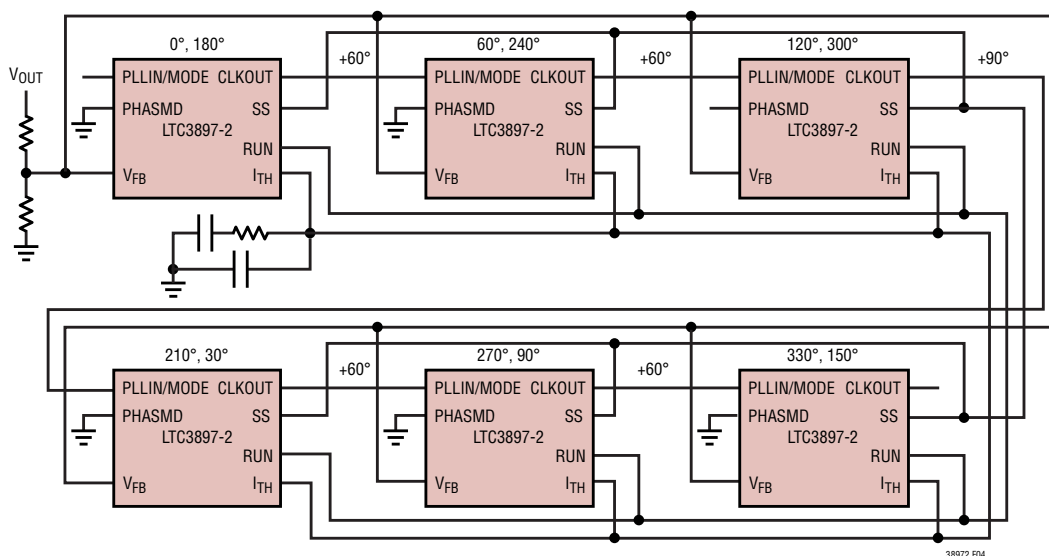 0°, 180°
60°, 240°
120°, 300°
+60°
+60°
+90°
VOUT
PLLIN/MODE CLKOUT
PHASMD SS
LTC3897-2
RUN
VFB ITH
PLLIN/MODE CLKOUT
PHASMD SS
LTC3897-2
RUN
VFB ITH
PLLIN/MODE CLKOUT
PHASMD SS
LTC3897-2
RUN
VFB ITH
210°, 30°
270°, 90°
330°, 150°
+60°
+60°
PLLIN/MODE CLKOUT
PHASMD SS
LTC3897-2
RUN
VFB ITH
PLLIN/MODE CLKOUT
PHASMD SS
LTC3897-2
RUN
VFB ITH
PLLIN/MODE CLKOUT
PHASMD SS
LTC3897-2
RUN
VFB ITH
38972 F04